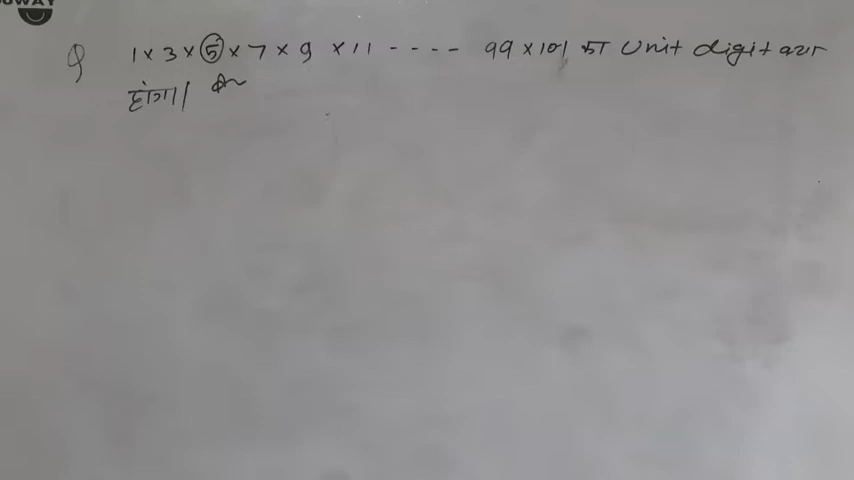 Q 1 × 3 × 5 × 7 × 9 × 11 - - - - 99 × 101 का Unit digit क्या
होगा।